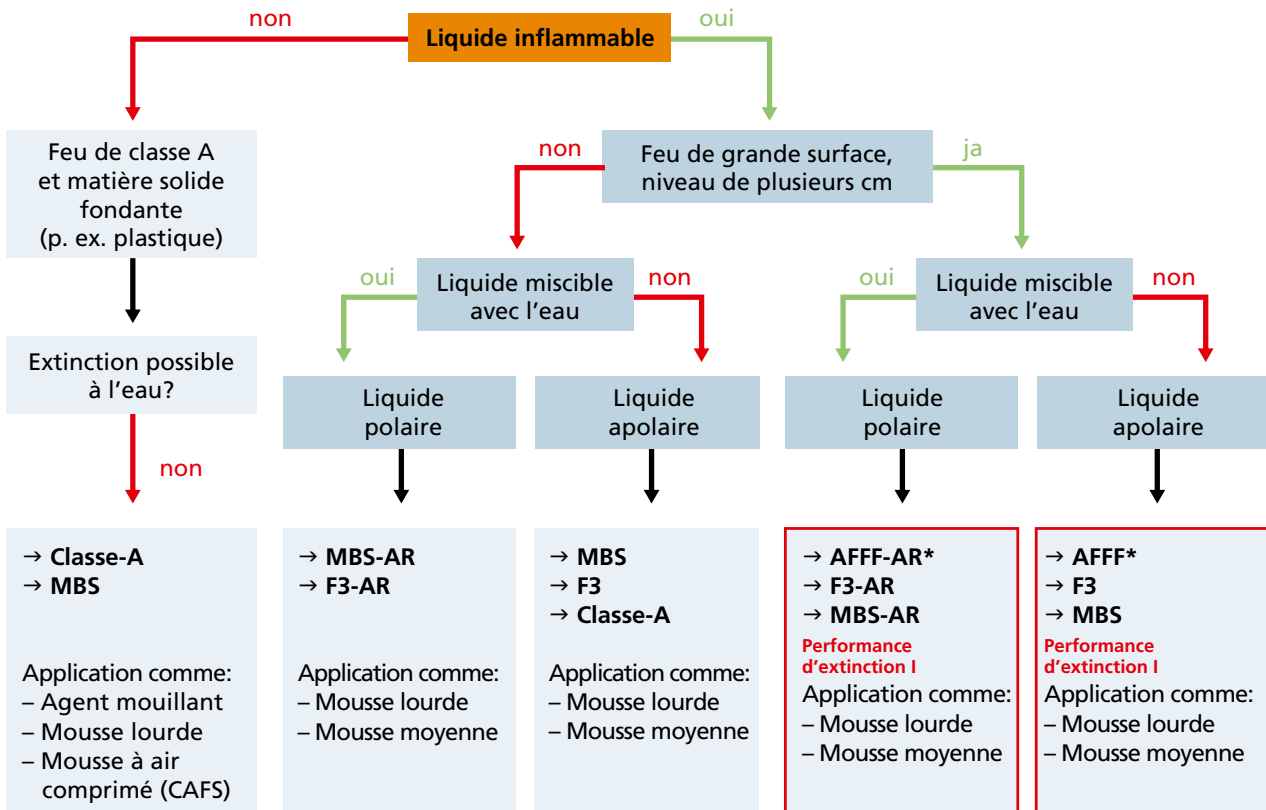 non
Liquide inflammable
oui
Feu de classe A
et matière solide
fondante
(p. ex. plastique)
non
Feu de grande surface,
niveau de plusieurs cm
ja
oui
Liquide miscible
avec l'eau
non
oui
Liquide miscible
avec l'eau
non
Extinction possible
à l'eau?
non
Liquide
polaire
Liquide
apolaire
Liquide
polaire
Liquide
apolaire
→ Classe-A
→ MBS
Application comme:
– Agent mouillant
– Mousse lourde
– Mousse à air
comprimé (CAFS)
→ MBS-AR
→ F3-AR
Application comme:
– Mousse lourde
– Mousse moyenne
→ MBS
→ F3
→ Classe-A
Application comme:
– Mousse lourde
– Mousse moyenne
→ AFFF-AR*
→ F3-AR
→ MBS-AR
Performance
d'extinction I
Application comme:
– Mousse lourde
– Mousse moyenne
→ AFFF*
→ F3
→ MBS
Performance
d'extinction I
Application comme:
– Mousse lourde
– Mousse moyenne